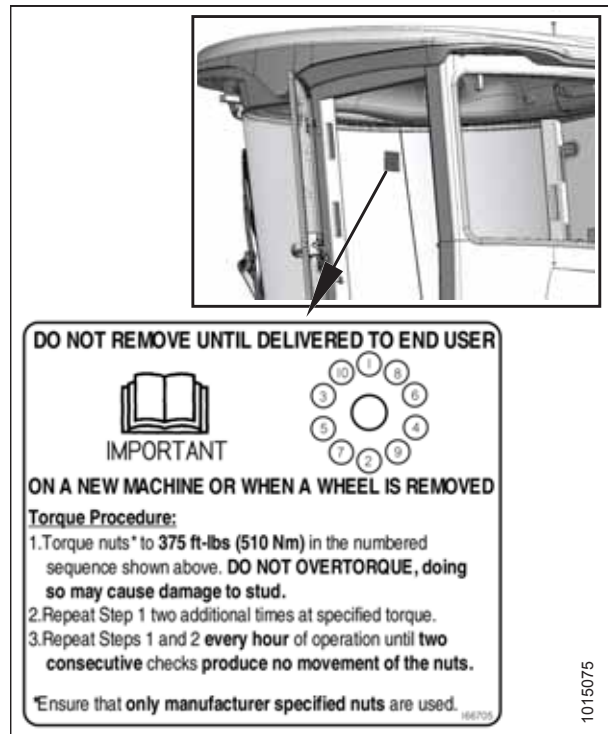 DO NOT REMOVE UNTIL DELIVERED TO END USER
10 1 8
3 6
5 4
7 2 9
IMPORTANT
ON A NEW MACHINE OR WHEN A WHEEL IS REMOVED
Torque Procedure:
1.Torque nuts* to 375 ft-lbs (510 Nm) in the numbered
sequence shown above. DO NOT OVERTORQUE, doing
so may cause damage to stud.
2.Repeat Step 1 two additional times at specified torque.
3.Repeat Steps 1 and 2 every hour of operation until two
consecutive checks produce no movement of the nuts.
*Ensure that only manufacturer specified nuts are used.
166705
1015075